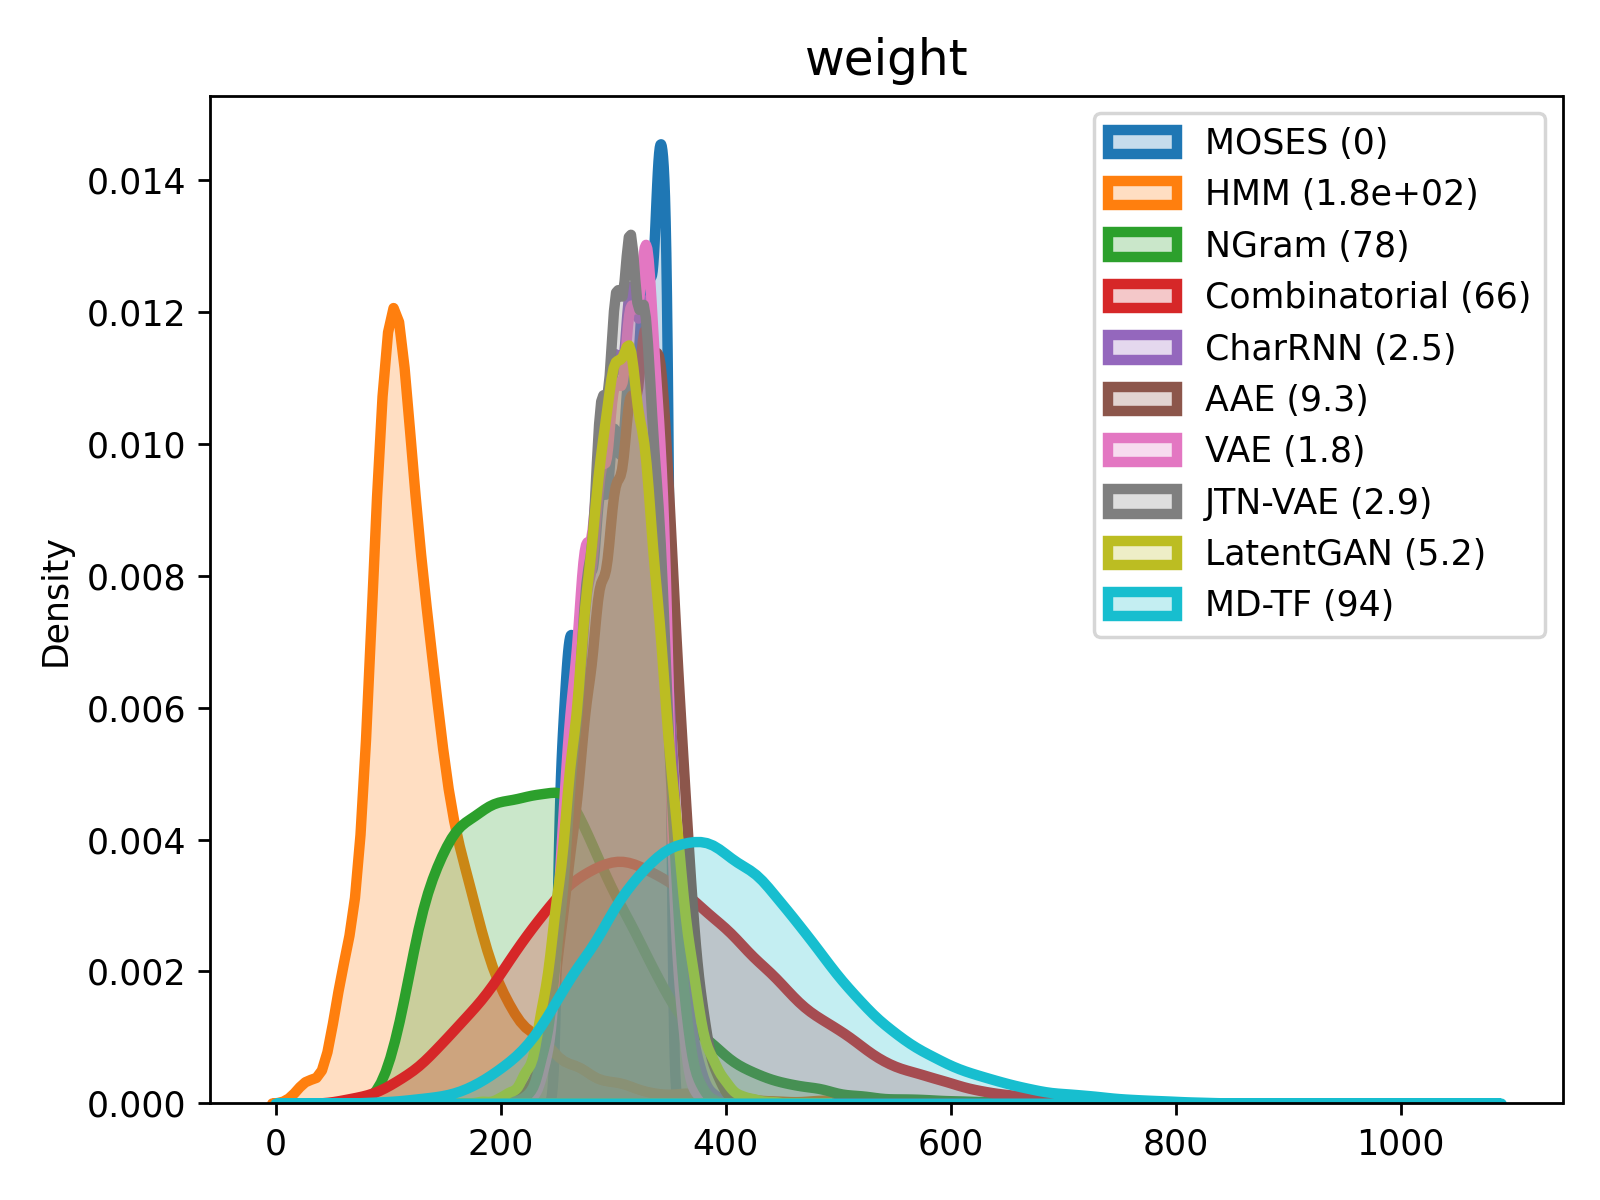 weight
MOSES (0)
HMM (1.8e+02)
NGram (78)
Combinatorial (66)
CharRNN (2.5)
AAE (9.3)
VAE (1.8)
JTN-VAE (2.9)
LatentGAN (5.2)
MD-TF (94)
Density
0.014
0.012
0.010
0.008
0.006
0.004
0.002
0.000
0 200 400 600 800 1000